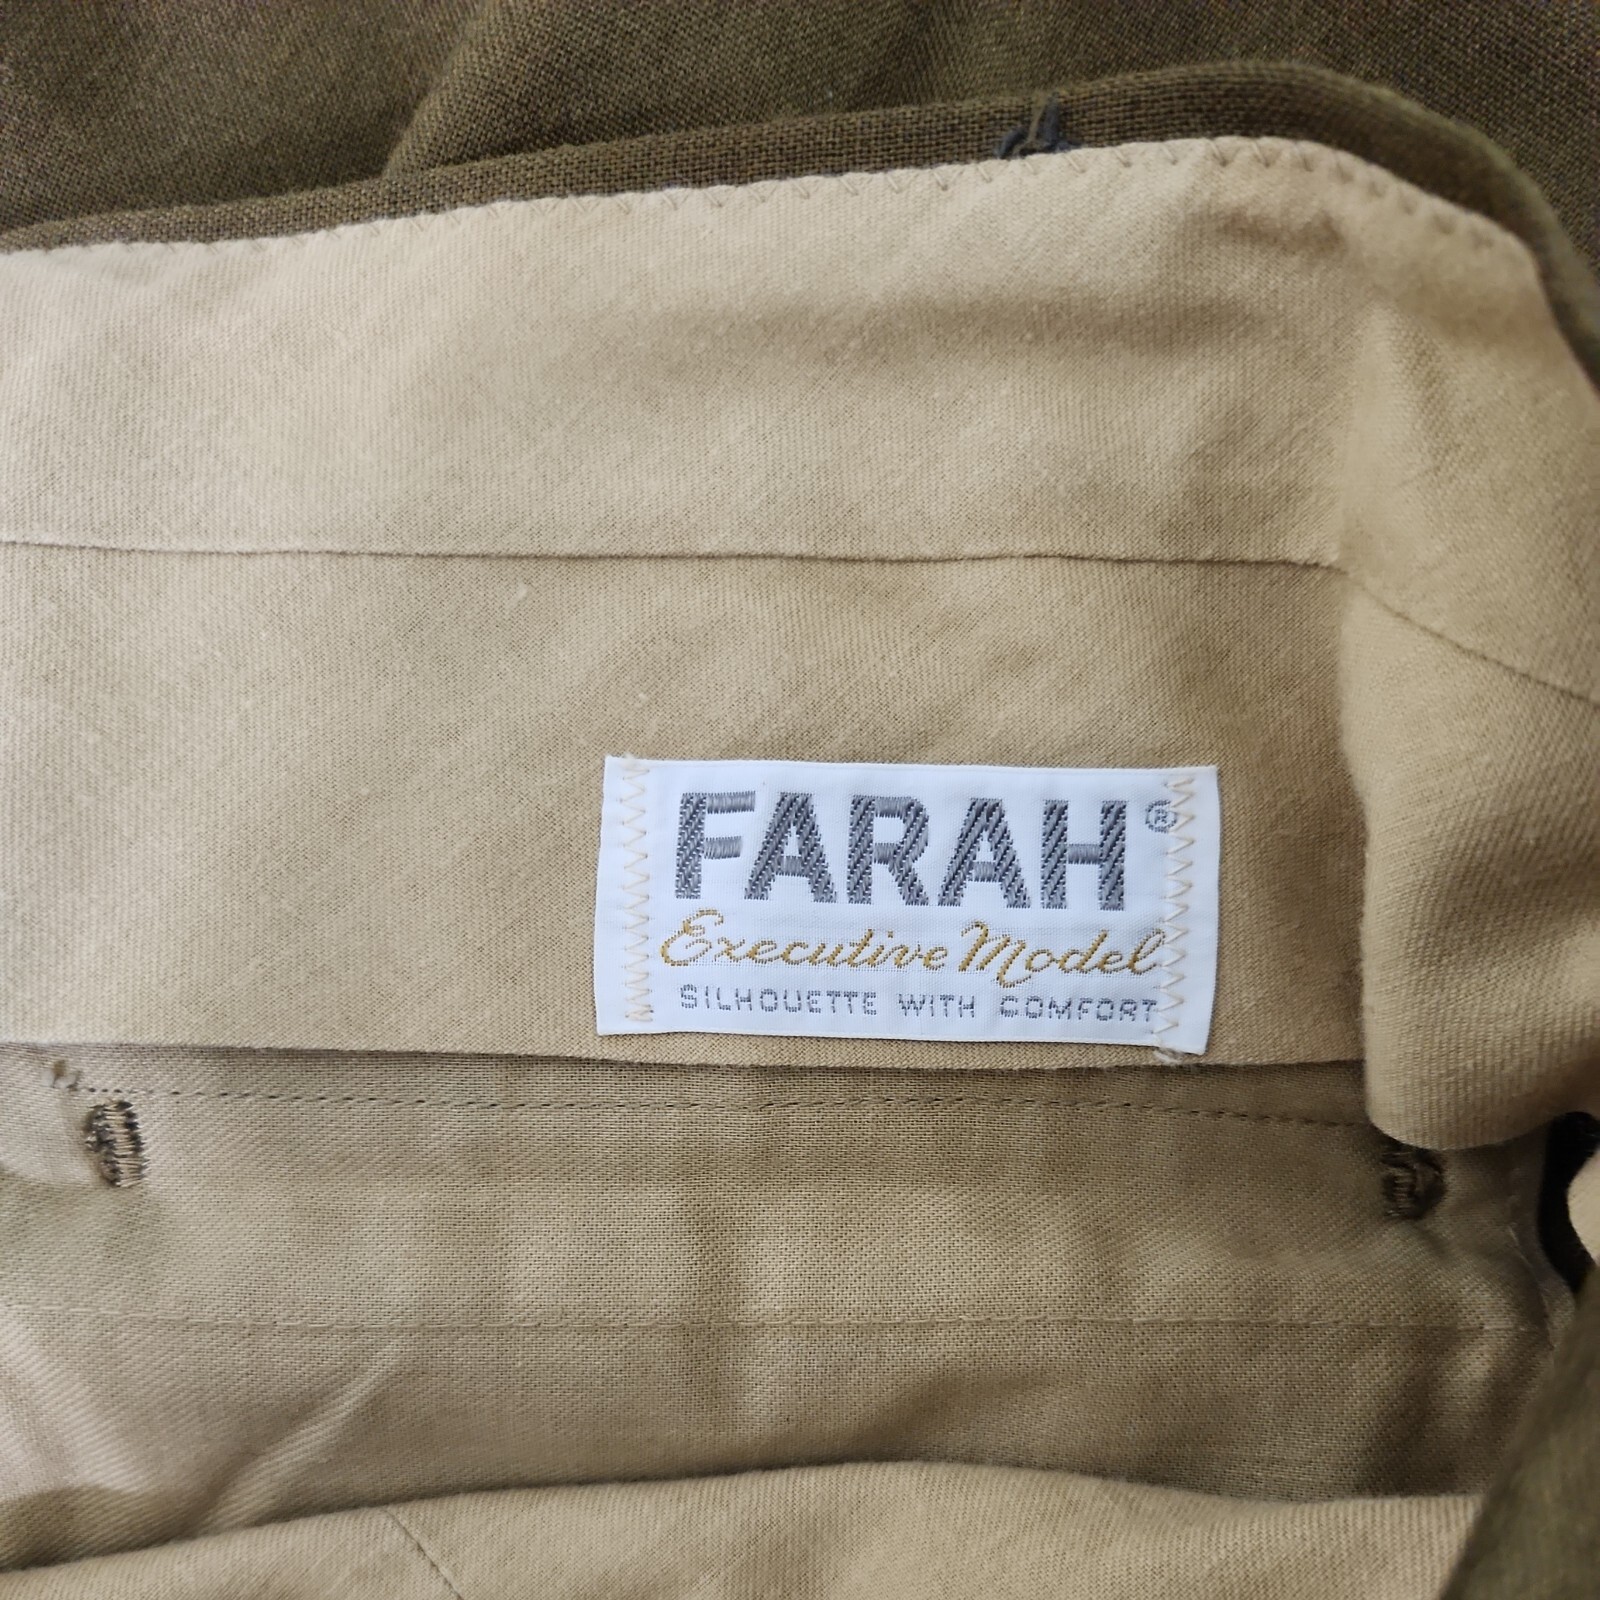 FARAH®
Executive Model
SILHOUETTE WITH COMFORT